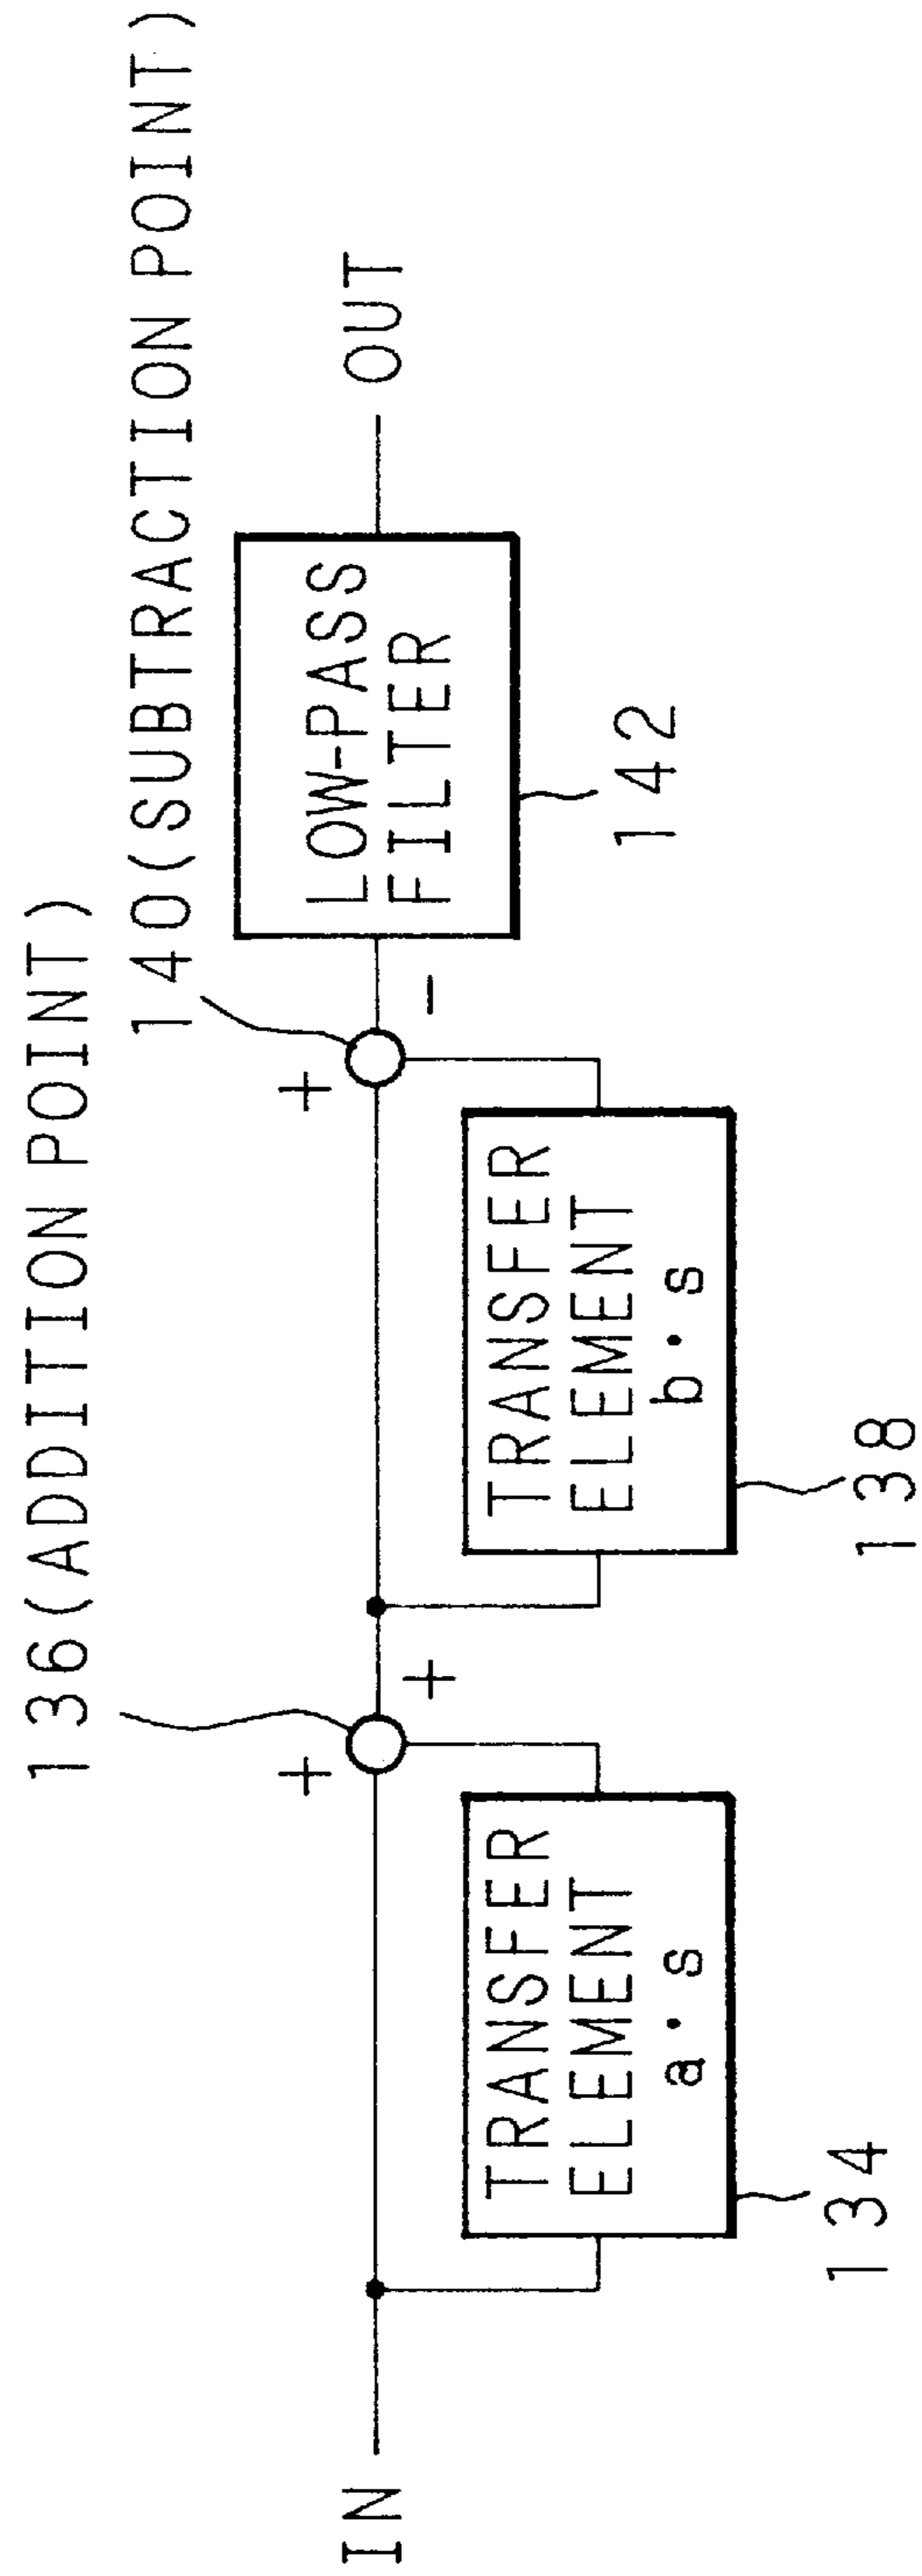 136(ADDITION POINT)
140(SUBTRACTION POINT)
IN
+
+
+
-
LOW-PASS
FILTER
OUT
142
TRANSFER
ELEMENT
a·s
134
TRANSFER
ELEMENT
b·s
138